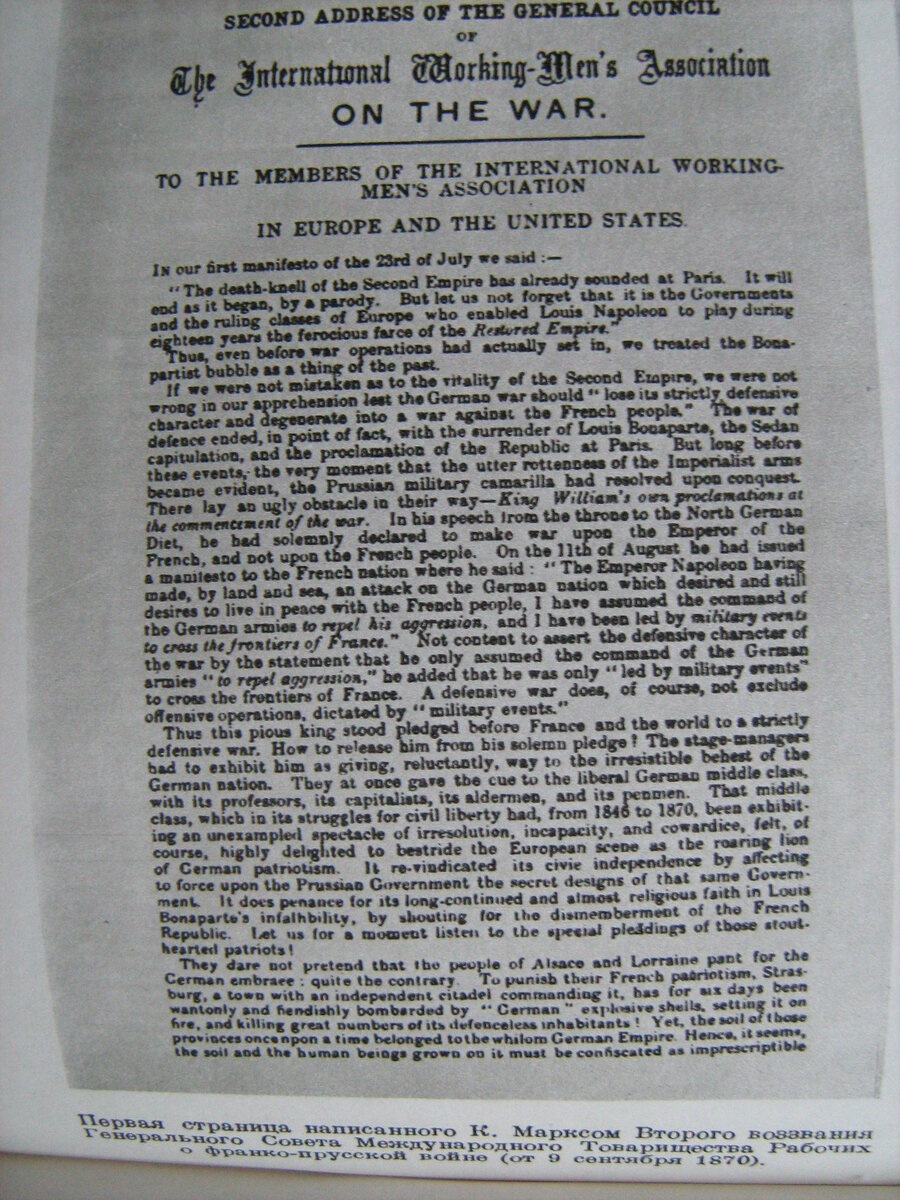 SECOND ADDRESS OF THE GENERAL COUNCIL
OF
The International Working-Men's Association
ON THE WAR.
TO THE MEMBERS OF THE INTERNATIONAL WORKING-
MEN'S ASSOCIATION
IN EUROPE AND THE UNITED STATES.
IN our first manifesto of the 23rd of July we said :—
"The death-knell of the Second Empire has already sounded at Paris. It will
end as it began, by a parody. But let us not forget that it is the Governments
and the ruling classes of Europe who enabled Louis Napoleon to play during
eighteen years the ferocious farce of the Restored Empire."
Thus, even before war operations had actually set in, we treated the Bona-
partist bubble as a thing of the past.
If we were not mistaken as to the vitality of the Second Empire, we were not
wrong in our apprehension lest the German war should "lose its strictly defensive
character and degenerate into a war against the French people." The war of
defence ended, in point of fact, with the surrender of Louis Bonaparte, the Sedan
capitulation, and the proclamation of the Republic at Paris. But long before
these events, the very moment that the utter rottenness of the Imperialist arms
became evident, the Prussian military camarilla had resolved upon conquest.
There lay an ugly obstacle in their way—King William's own proclamations at
the commencement of the war. In his speech from the throne to the North German
Diet, he had solemnly declared to make war upon the Emperor of the
French, and not upon the French people. On the 11th of August he had issued
a manifesto to the French nation where he said : "The Emperor Napoleon having
made, by land and sea, an attack on the German nation which desired and still
desires to live in peace with the French people, I have assumed the command of
the German armies to repel his aggression, and I have been led by military events
to cross the frontiers of France." Not content to assert the defensive character of
the war by the statement that he only assumed the command of the German
armies "to repel aggression," he added that he was only "led by military events"
to cross the frontiers of France. A defensive war does, of course, not exclude
offensive operations, dictated by "military events."
Thus this pious king stood pledged before France and the world to a strictly
defensive war. How to release him from his solemn pledge? The stage-managers
had to exhibit him as giving, reluctantly, way to the irresistible behest of the
German nation. They at once gave the cue to the liberal German middle class,
with its professors, its capitalists, its aldermen, and its penmen. That middle
class, which in its struggles for civil liberty had, from 1846 to 1870, been exhibit-
ing an unexampled spectacle of irresolution, incapacity, and cowardice, felt, of
course, highly delighted to bestride the European scene as the roaring lion
of German patriotism. It re-vindicated its civic independence by affecting
to force upon the Prussian Government the secret designs of that same Govern-
ment. It does penance for its long-continued and almost religious faith in Louis
Bonaparte's infallibility, by shouting for the dismemberment of the French
Republic. Let us for a moment listen to the special pleadings of those stout-
hearted patriots!
They dare not pretend that the people of Alsace and Lorraine pant for the
German embrace : quite the contrary. To punish their French patriotism, Stras-
burg, a town with an independent citadel commanding it, has for six days been
wantonly and fiendishly bombarded by "German" explosive shells, setting it on
fire, and killing great numbers of its defenceless inhabitants! Yet, the soil of those
provinces once upon a time belonged to the whilom German Empire. Hence, it seems,
the soil and the human beings grown on it must be confiscated as imprescriptible
Первая страница написанного К. Марксом Второго воззвания
Генерального Совета Международного Товарищества Рабочих
о франко-прусской войне (от 9 сентября 1870).